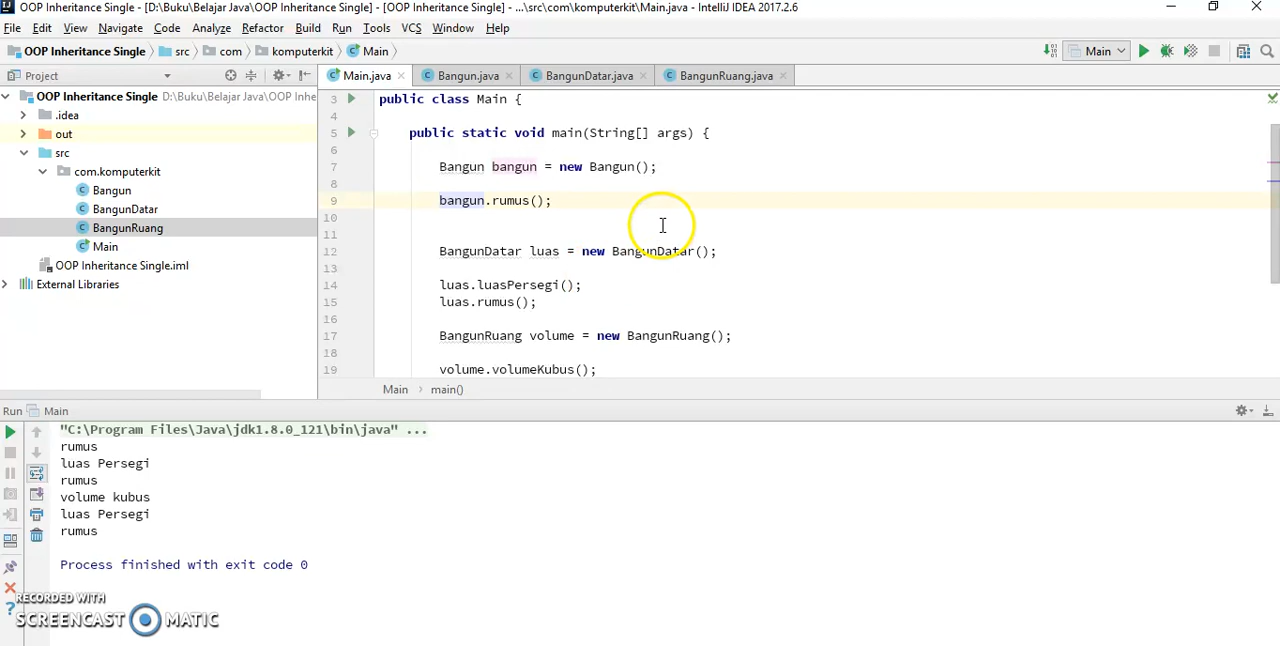 OOP Inheritance Single - [D:\Buku\Belajar Java\OOP Inheritance Single] - [OOP Inheritance Single] - ...\src\com\komputerkit\Main.java - IntelliJ IDEA 2017.2.6
File Edit View Navigate Code Analyze Refactor Build Run Tools VCS Window Help
OOP Inheritance Single src com komputerkit Main Main
Project Main.java Bangun.java BangunDatar.java BangunRuang.java
OOP Inheritance Single D:\Buku\Belajar Java\OOP Inhe
.idea
out
src
com.komputerkit
Bangun
BangunDatar
BangunRuang
Main
OOP Inheritance Single.iml
External Libraries
3 public class Main {
4
5 public static void main(String[] args) {
6
7 Bangun bangun = new Bangun();
8
9 bangun.rumus();
10
11
12 BangunDatar luas = new BangunDatar();
13
14 luas.luasPersegi();
15 luas.rumus();
16
17 BangunRuang volume = new BangunRuang();
18
19 volume.volumeKubus();
Main main()
Run Main
"C:\Program Files\Java\jdk1.8.0_121\bin\java" ...
rumus
luas Persegi
rumus
volume kubus
luas Persegi
rumus
Process finished with exit code 0
RECORDED WITH
SCREENCAST MATIC